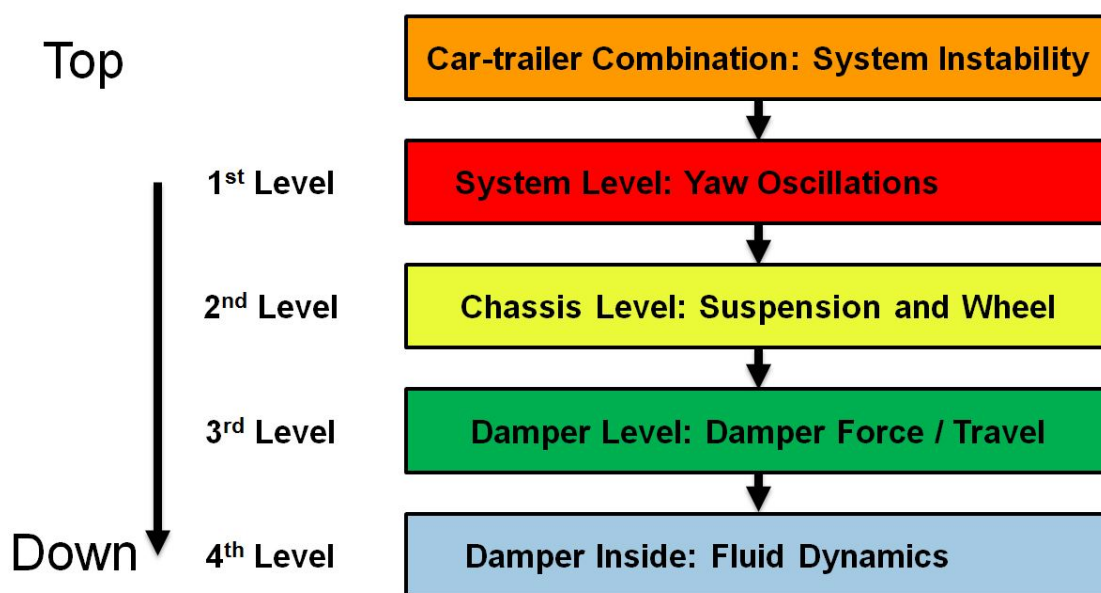 Top
Car-trailer Combination: System Instability
1st Level
System Level: Yaw Oscillations
2nd Level
Chassis Level: Suspension and Wheel
3rd Level
Damper Level: Damper Force / Travel
Down
4th Level
Damper Inside: Fluid Dynamics